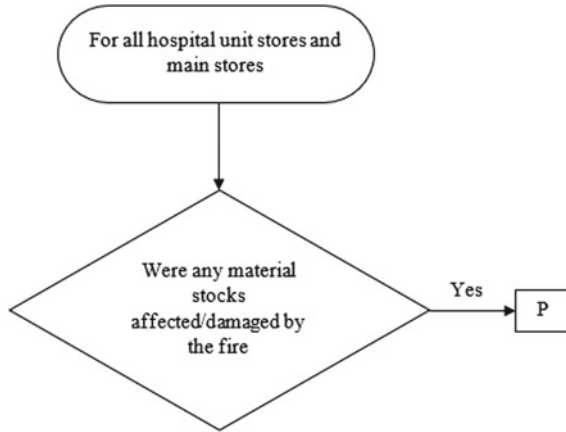 For all hospital unit stores and
main stores
Were any material
stocks
affected/damaged by
the fire
Yes
P